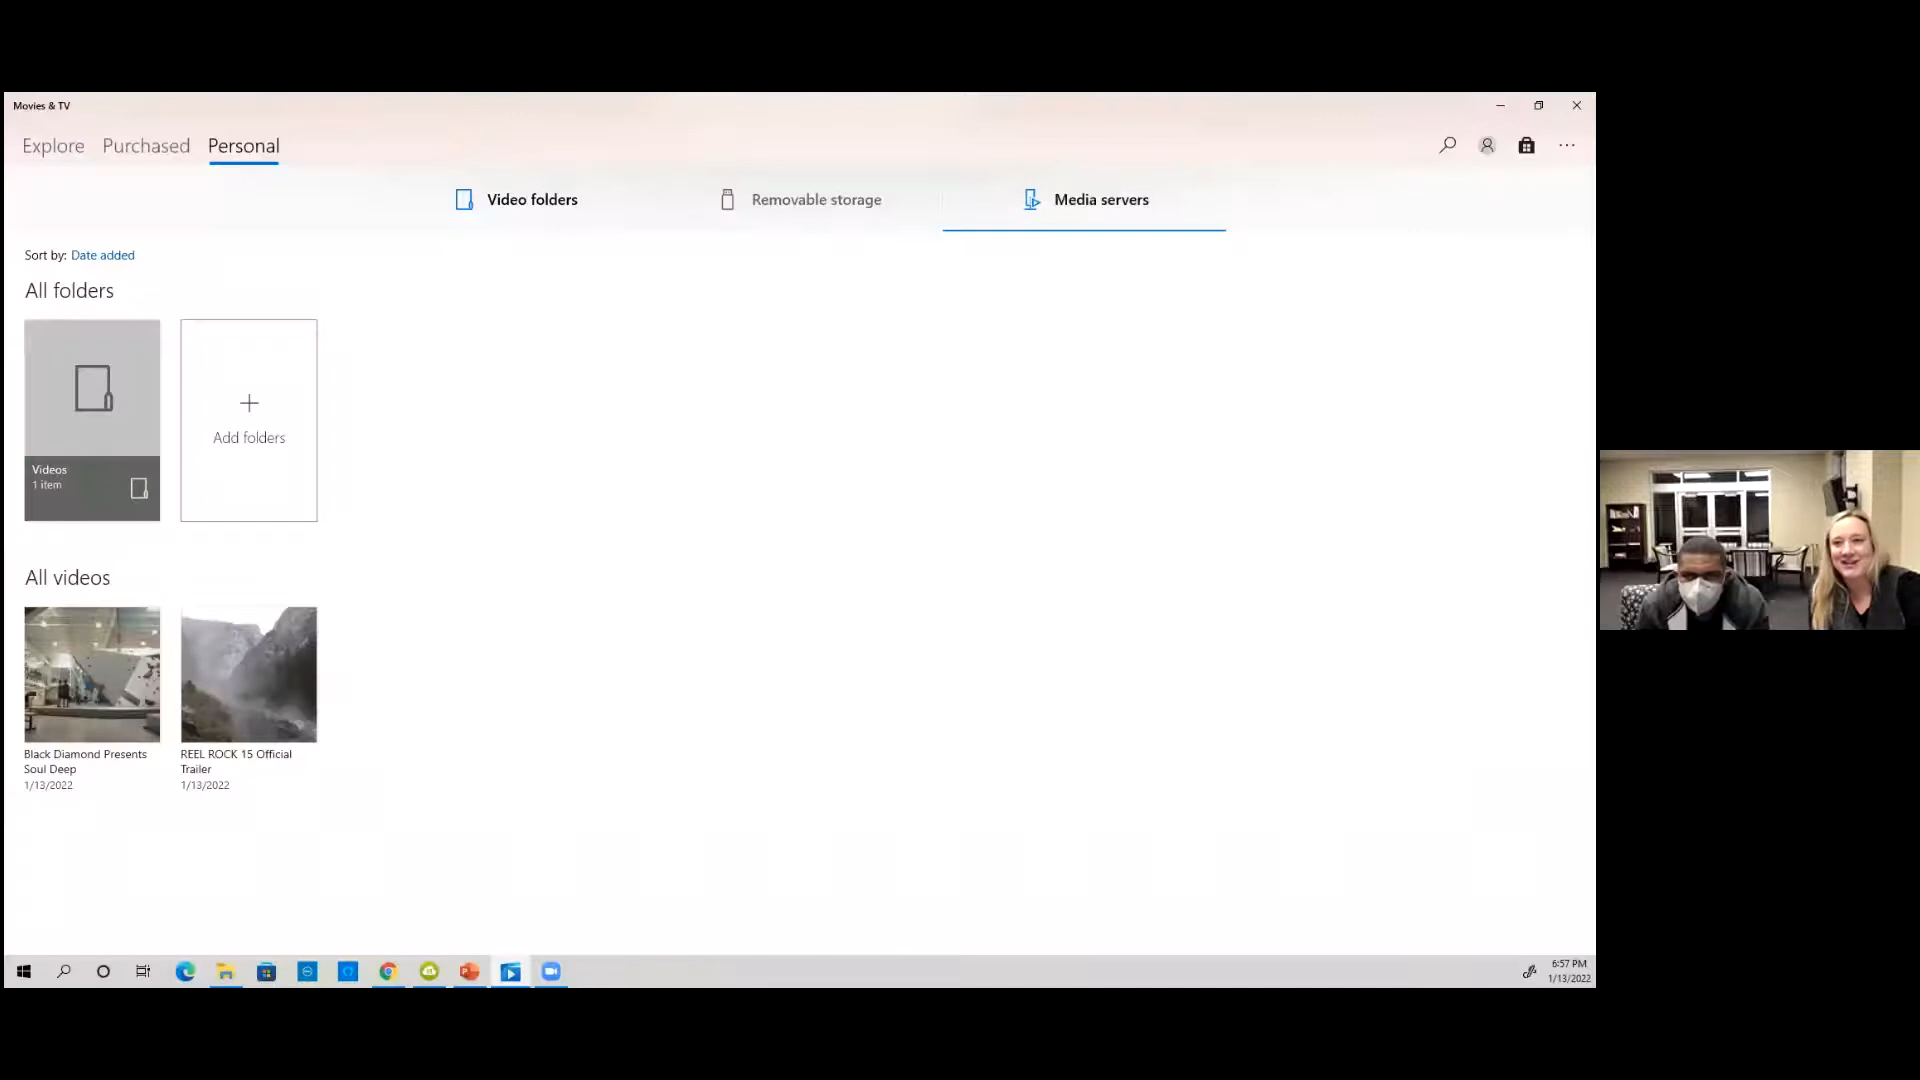 Movies & TV
Explore Purchased Personal
Video folders Removable storage Media servers
Sort by: Date added
All folders
Videos
1 item
Add folders
All videos
Black Diamond Presents
Soul Deep
1/13/2022
REEL ROCK 15 Official
Trailer
1/13/2022
6:57 PM
1/13/2022